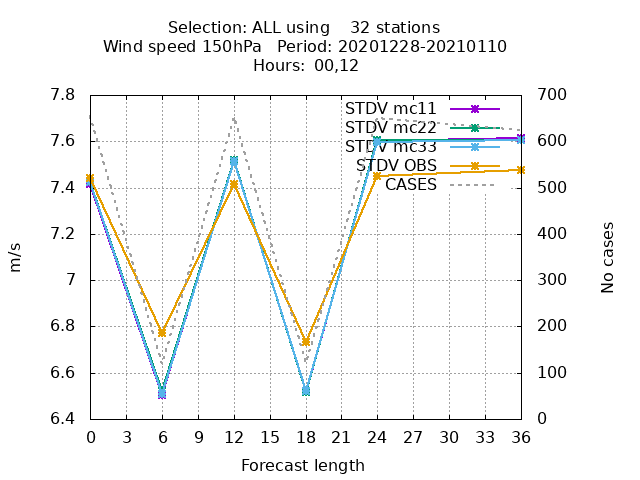 Selection: ALL using    32 stations
Wind speed 150hPa   Period: 20201228-20210110
Hours:  00,12
7.8
7.6
7.4
7.2
7
6.8
6.6
6.4
m/s
STDV mc11
STDV mc22
STDV mc33
STDV OBS
CASES
700
600
500
400
300
200
100
0
No cases
0 3 6 9 12 15 18 21 24 27 30 33 36
Forecast length